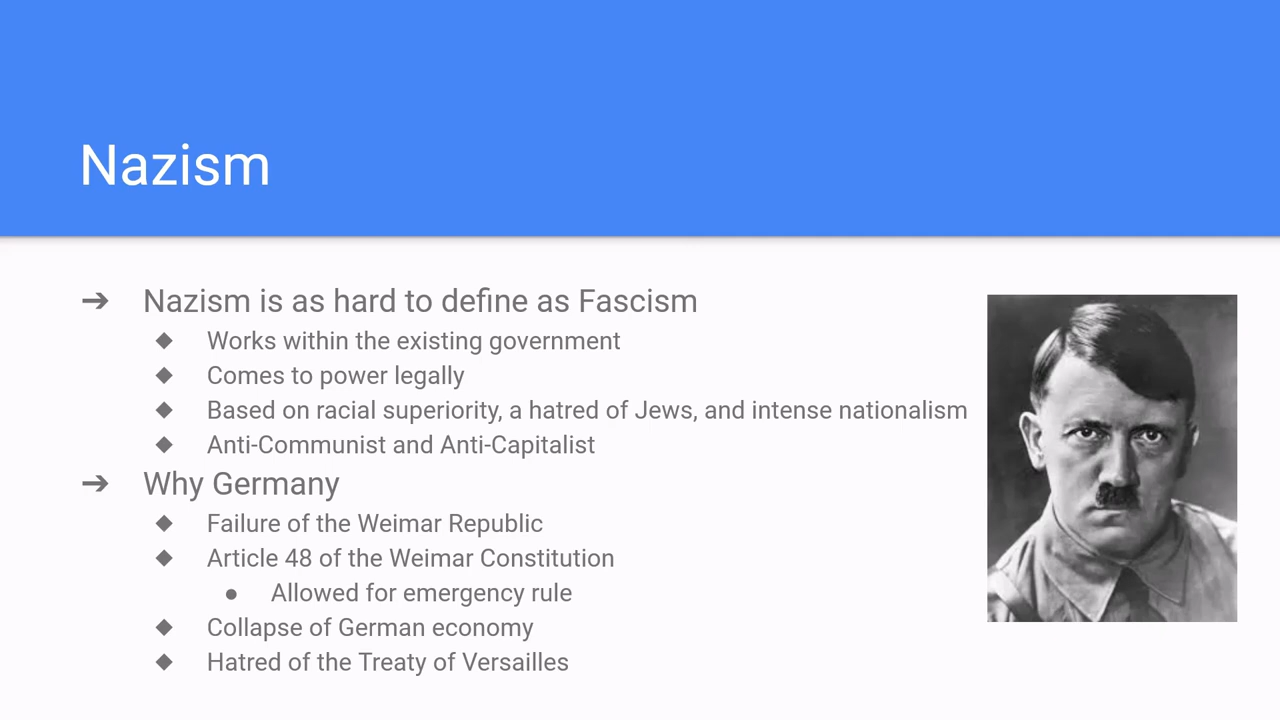 Nazism
➔ Nazism is as hard to define as Fascism
◆ Works within the existing government
◆ Comes to power legally
◆ Based on racial superiority, a hatred of Jews, and intense nationalism
◆ Anti-Communist and Anti-Capitalist
➔ Why Germany
◆ Failure of the Weimar Republic
◆ Article 48 of the Weimar Constitution
● Allowed for emergency rule
◆ Collapse of German economy
◆ Hatred of the Treaty of Versailles